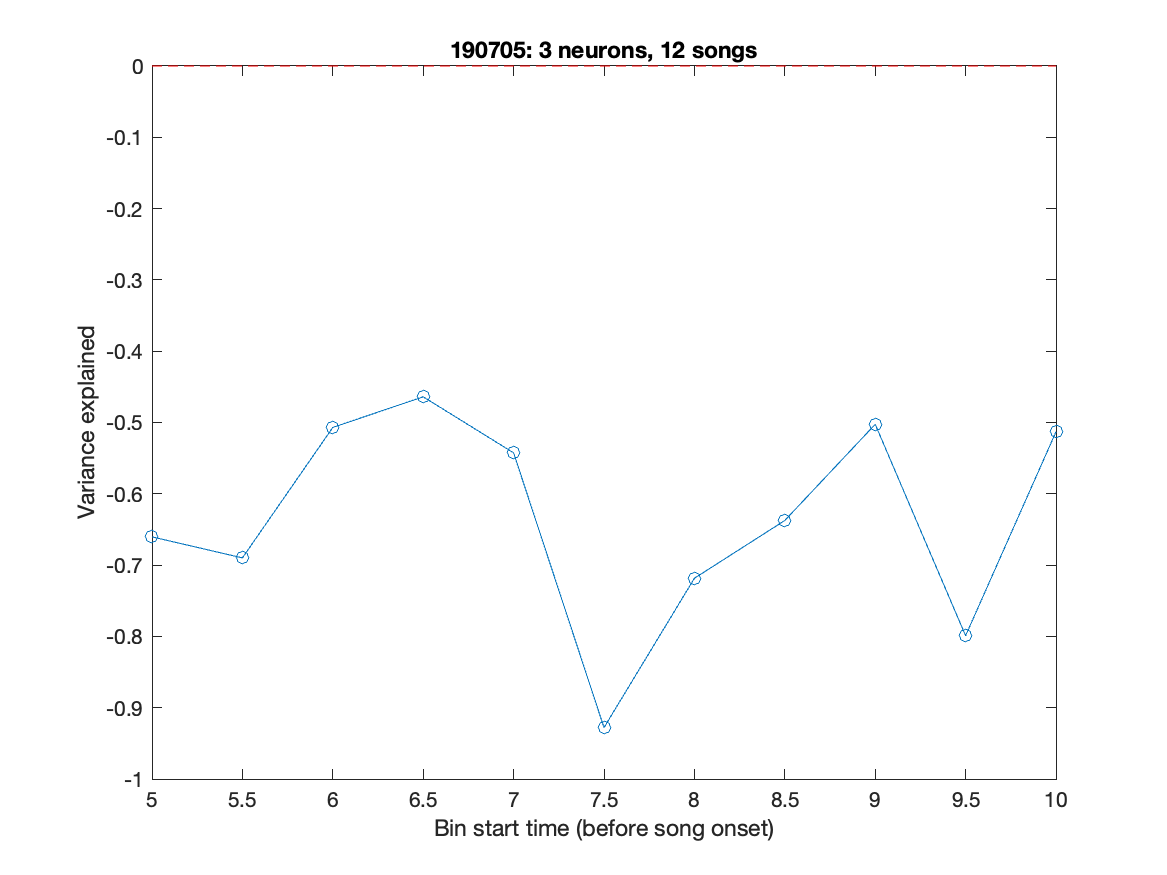 190705: 3 neurons, 12 songs
0
-0.1
-0.2
-0.3
-0.4
-0.5
-0.6
-0.7
-0.8
-0.9
-1
Variance explained
5 5.5 6 6.5 7 7.5 8 8.5 9 9.5 10
Bin start time (before song onset)